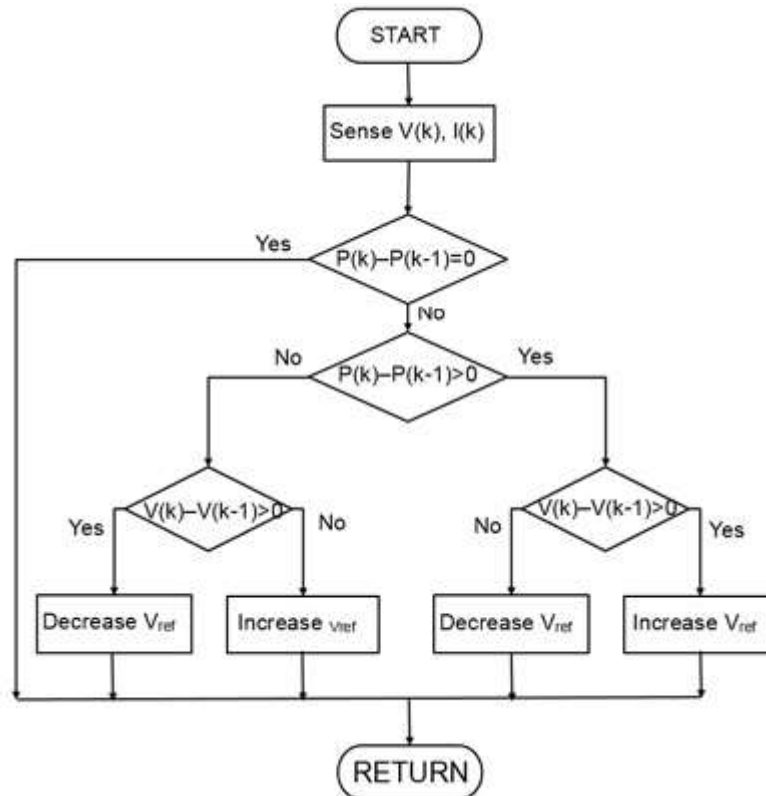 START
Sense V(k), I(k)
Yes
P(k)–P(k-1)=0
No
No
P(k)–P(k-1)>0
Yes
Yes
V(k)–V(k-1)>0
No
No
V(k)–V(k-1)>0
Yes
Decrease Vref
Increase Vref
Decrease Vref
Increase Vref
RETURN